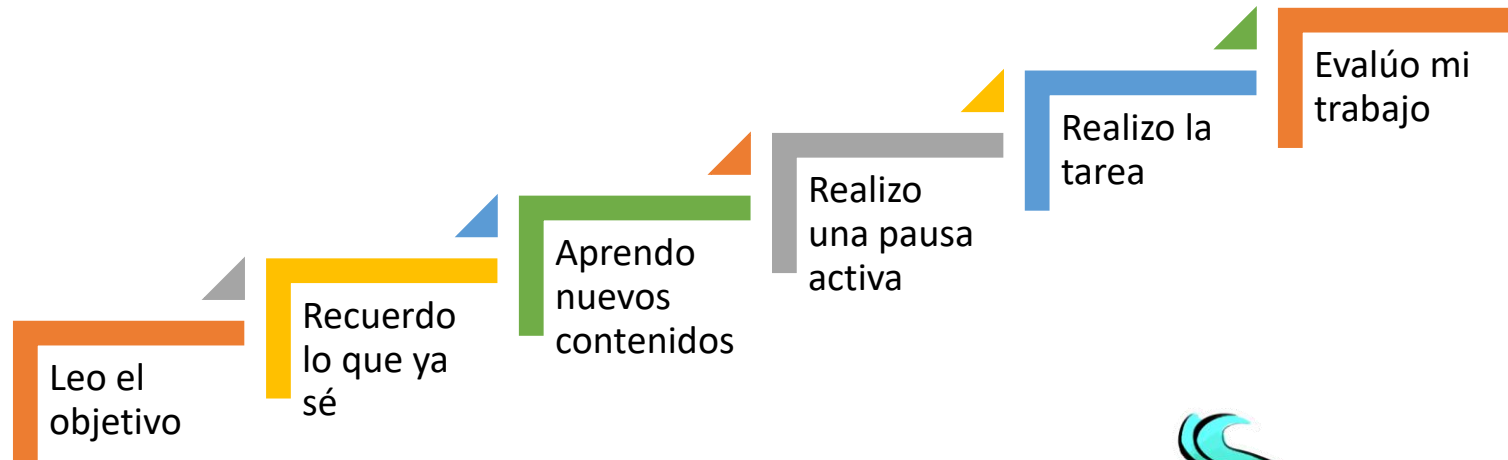 Leo el
objetivo
Recuerdo
lo que ya
sé
Aprendo
nuevos
contenidos
Realizo
una pausa
activa
Realizo la
tarea
Evalúo mi
trabajo